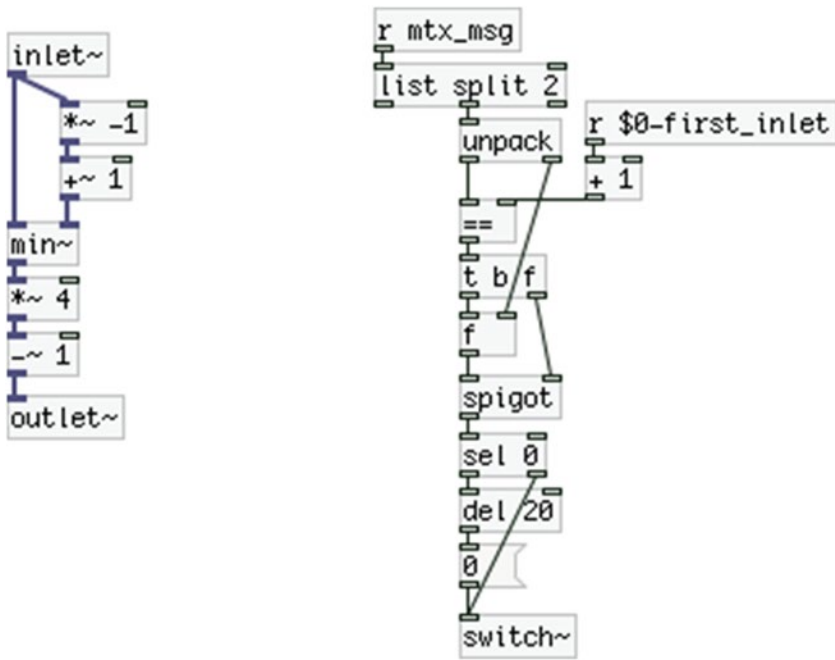 inlet~
*~ -1
+~ 1
min~
*~ 4
-~ 1
outlet~
r mtx_msg
list split 2
unpack
r $0-first_inlet
+ 1
==
t b f
f
spigot
sel 0
del 20
0
switch~